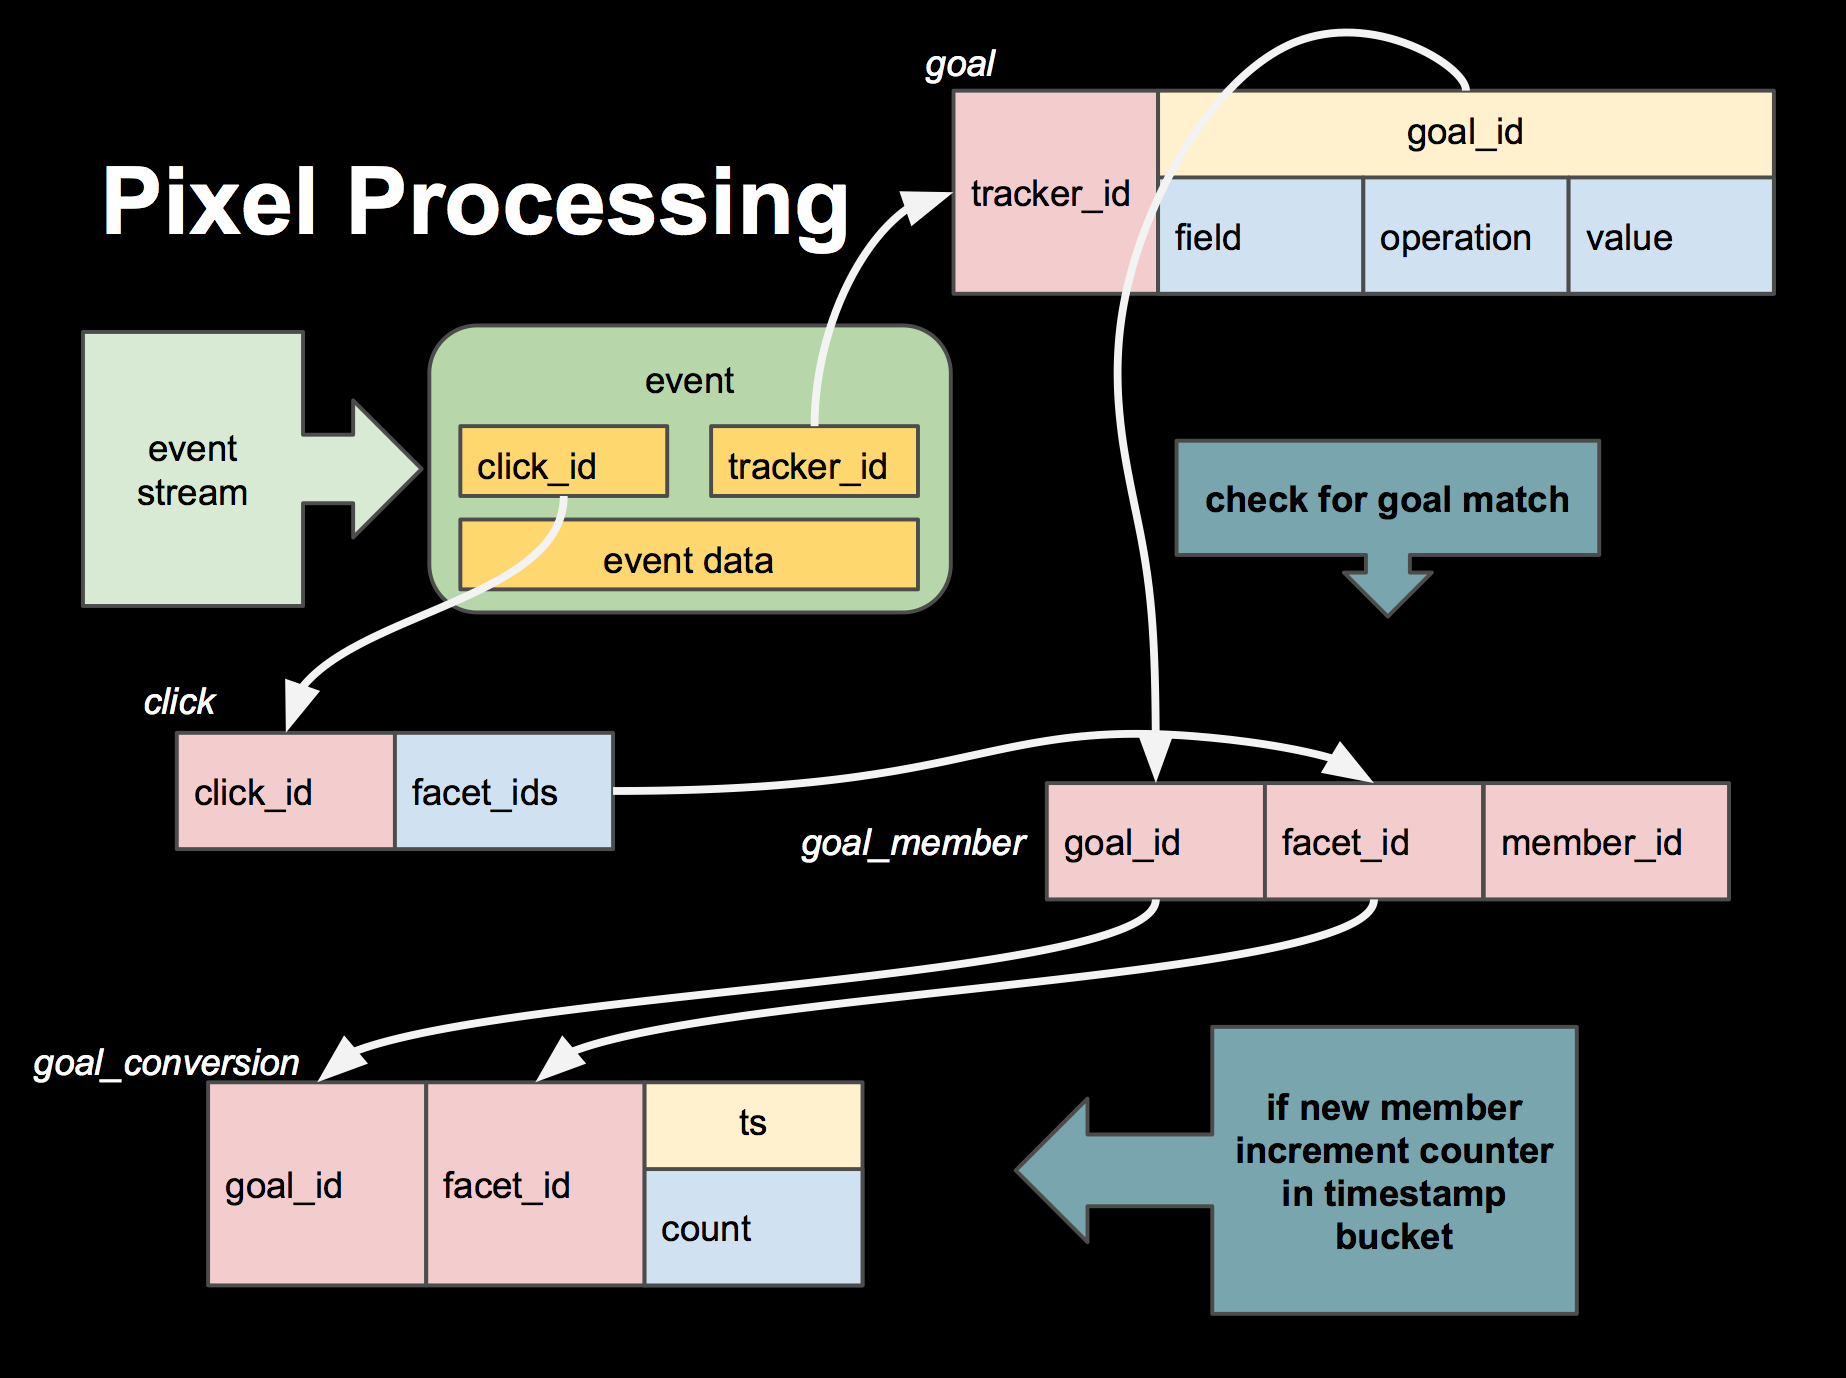 goal
goal_id
Pixel Processing
tracker_id
field
operation
value
event
event
stream
click_id
tracker_id
event data
check for goal match
click
click_id
facet_ids
goal_member
goal_id
facet_id
member_id
goal_conversion
goal_id
facet_id
ts
count
if new member
increment counter
in timestamp
bucket